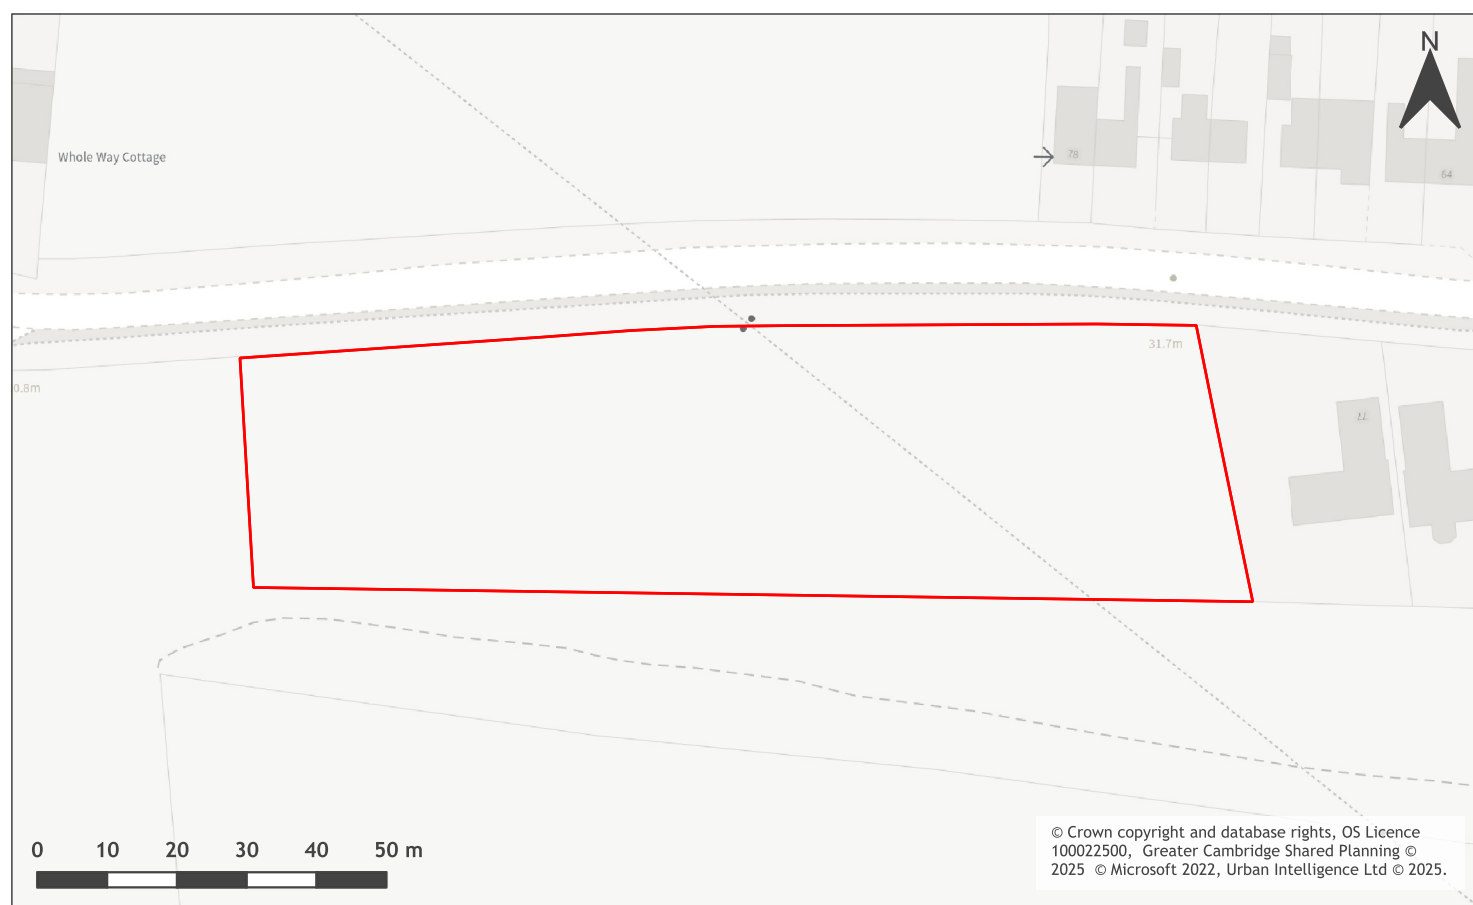 N
Whole Way Cottage
78
64
31.7m
0.8m
77
0 10 20 30 40 50 m
© Crown copyright and database rights, OS Licence
100022500, Greater Cambridge Shared Planning ©
2025 © Microsoft 2022, Urban Intelligence Ltd © 2025.